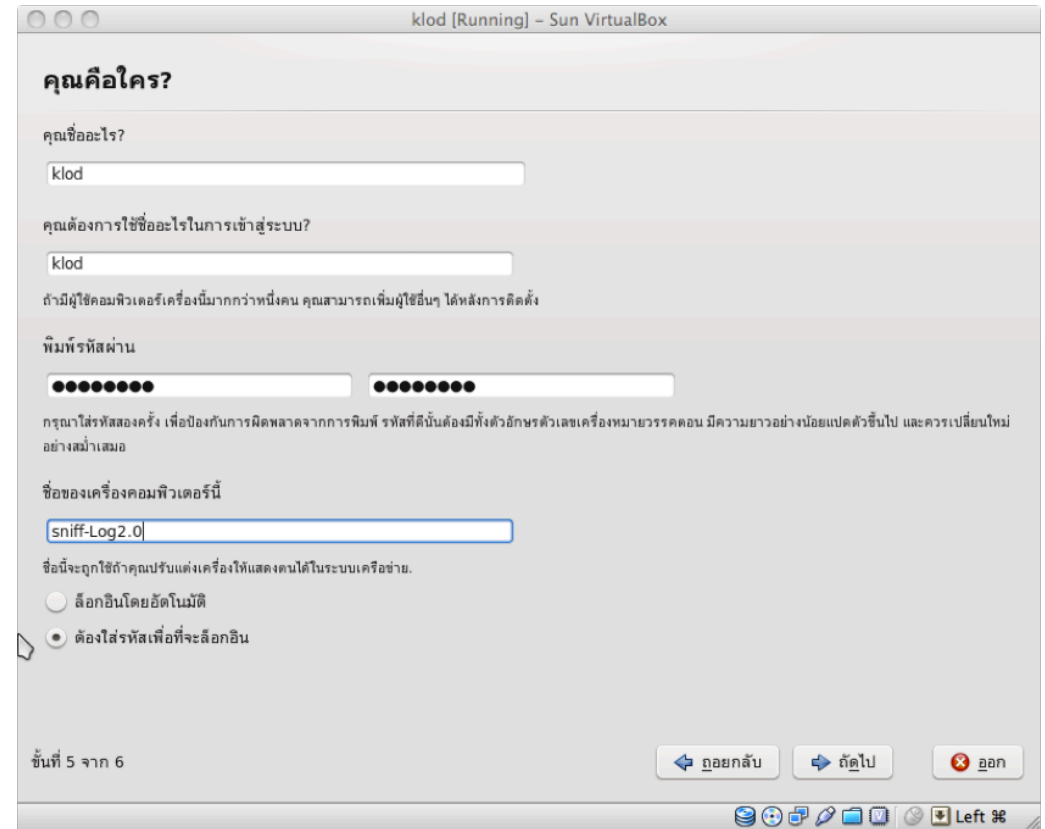 klod [Running] – Sun VirtualBox
คุณคือใคร?
คุณชื่ออะไร?
klod
คุณต้องการใช้ชื่ออะไรในการเข้าสู่ระบบ?
klod
ถ้ามีผู้ใช้คอมพิวเตอร์เครื่องนี้มากกว่าหนึ่งคน คุณสามารถเพิ่มผู้ใช้อื่นๆ ได้หลังการติดตั้ง
พิมพ์รหัสผ่าน
●●●●●●●● ●●●●●●●●
กรุณาใส่รหัสสองครั้ง เพื่อป้องกันการผิดพลาดจากการพิมพ์ รหัสที่ดีนั้นต้องมีทั้งตัวอักษรตัวเลขเครื่องหมายวรรคตอน มีความยาวอย่างน้อยแปดตัวขึ้นไป และควรเปลี่ยนใหม่
อย่างสม่ำเสมอ
ชื่อของเครื่องคอมพิวเตอร์นี้
sniff-Log2.0
ชื่อนี้จะถูกใช้ถ้าคุณปรับแต่งเครื่องให้แสดงตนได้ในระบบเครือข่าย.
ล็อกอินโดยอัตโนมัติ
ต้องใส่รหัสเพื่อที่จะล็อกอิน
ขั้นที่ 5 จาก 6
ถอยกลับ ถัดไป ออก
Left ⌘